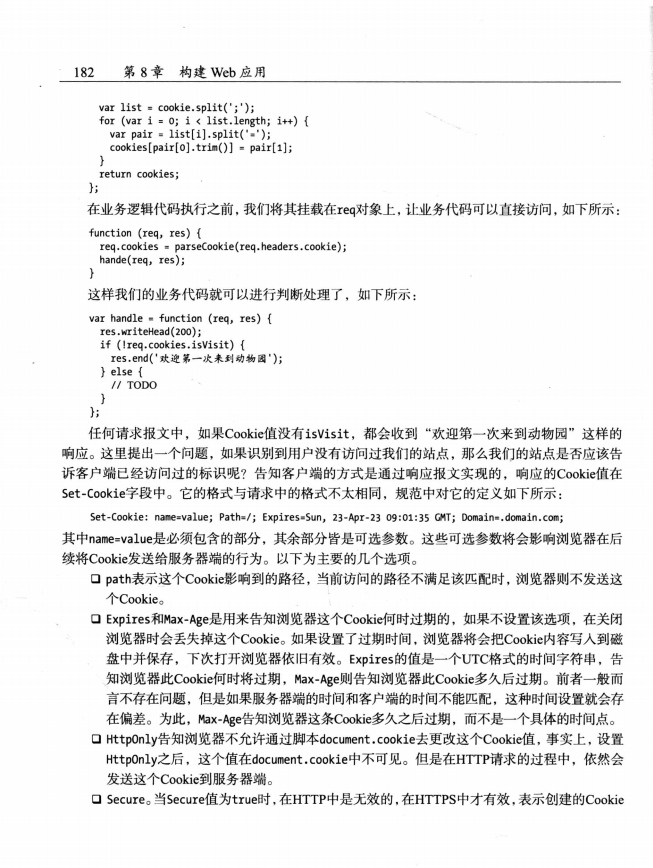 182 第8章 构建 Web 应用
var list = cookie.split(';');
for (var i = 0; i < list.length; i++) {
var pair = list[i].split('=');
cookies[pair[0].trim()] = pair[1];
}
return cookies;
};
在业务逻辑代码执行之前，我们将其挂载在req对象上，让业务代码可以直接访问，如下所示：
function (req, res) {
req.cookies = parseCookie(req.headers.cookie);
hande(req, res);
}
这样我们的业务代码就可以进行判断处理了，如下所示：
var handle = function (req, res) {
res.writeHead(200);
if (!req.cookies.isVisit) {
res.end('欢迎第一次来到动物园');
} else {
// TODO
}
};
任何请求报文中，如果Cookie值没有isVisit，都会收到“欢迎第一次来到动物园”这样的
响应。这里提出一个问题，如果识别到用户没有访问过我们的站点，那么我们的站点是否应该告
诉客户端已经访问过的标识呢？告知客户端的方式是通过响应报文实现的，响应的Cookie值在
Set-Cookie字段中。它的格式与请求中的格式不太相同，规范中对它的定义如下所示：
Set-Cookie: name=value; Path=/; Expires=Sun, 23-Apr-23 09:01:35 GMT; Domain=.domain.com;
其中name=value是必须包含的部分，其余部分皆是可选参数。这些可选参数将会影响浏览器在后
续将Cookie发送给服务器端的行为。以下为主要的几个选项。
❑ path表示这个Cookie影响到的路径，当前访问的路径不满足该匹配时，浏览器则不发送这
个Cookie。
❑ Expires和Max-Age是用来告知浏览器这个Cookie何时过期的，如果不设置该选项，在关闭
浏览器时会丢失掉这个Cookie。如果设置了过期时间，浏览器将会把Cookie内容写入到磁
盘中并保存，下次打开浏览器依旧有效。Expires的值是一个UTC格式的时间字符串，告
知浏览器此Cookie何时将过期，Max-Age则告知浏览器此Cookie多久后过期。前者一般而
言不存在问题，但是如果服务器端的时间和客户端的时间不能匹配，这种时间设置就会存
在偏差。为此，Max-Age告知浏览器这条Cookie多久之后过期，而不是一个具体的时间点。
❑ HttpOnly告知浏览器不允许通过脚本document.cookie去更改这个Cookie值，事实上，设置
HttpOnly之后，这个值在document.cookie中不可见。但是在HTTP请求的过程中，依然会
发送这个Cookie到服务器端。
❑ Secure。当Secure值为true时，在HTTP中是无效的，在HTTPS中才有效，表示创建的Cookie